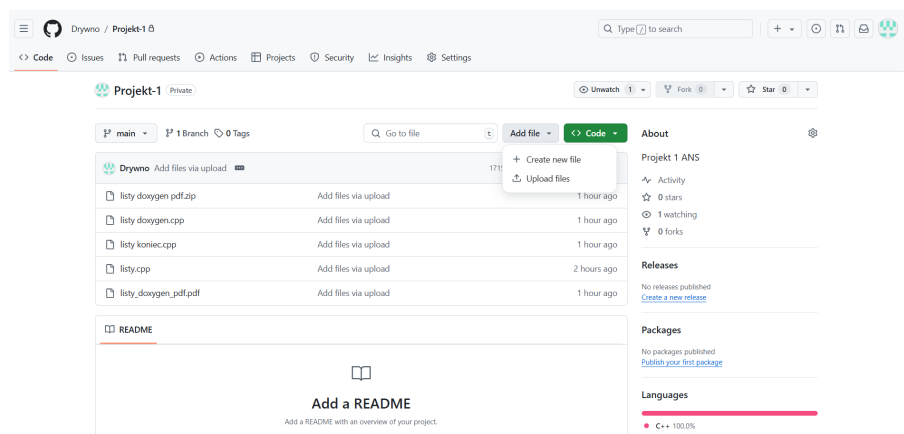 Drywno / Projekt-1
Type / to search
Code Issues Pull requests Actions Projects Security Insights Settings
Projekt-1 Private
Unwatch 1 Fork 0 Star 0
main 1 Branch 0 Tags
Go to file t
Add file Code
Create new file
Upload files
Drywno Add files via upload
listy doxygen pdf.zip Add files via upload 1 hour ago
listy doxygen.cpp Add files via upload 1 hour ago
listy koniec.cpp Add files via upload 1 hour ago
listy.cpp Add files via upload 2 hours ago
listy_doxygen_pdf.pdf Add files via upload 1 hour ago
README
Add a README
Add a README with an overview of your project.
About
Projekt 1 ANS
Activity
0 stars
1 watching
0 forks
Releases
No releases published
Create a new release
Packages
No packages published
Publish your first package
Languages
C++ 100.0%